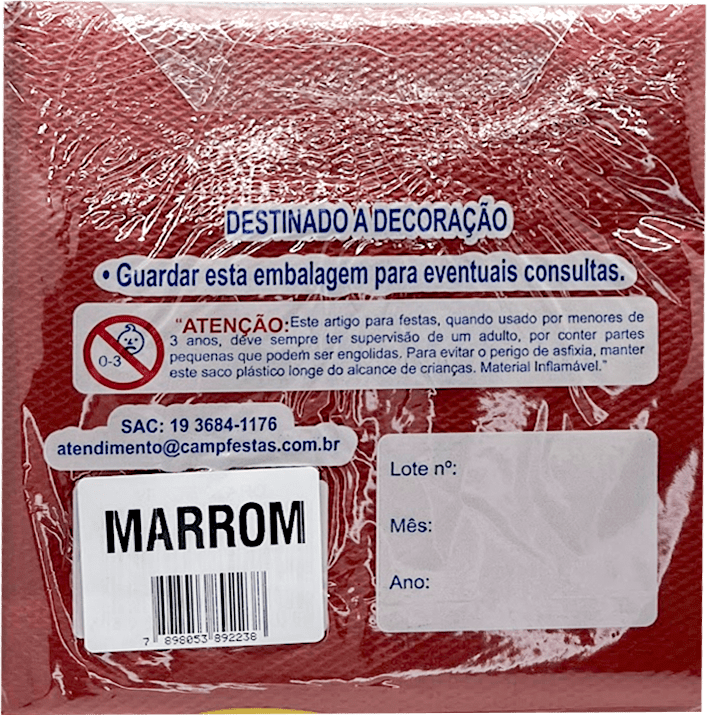 DESTINADO A DECORAÇÃO
• Guardar esta embalagem para eventuais consultas.
0-3
"ATENÇÃO: Este artigo para festas, quando usado por menores de
3 anos, deve sempre ter supervisão de um adulto, por conter partes
pequenas que podem ser engolidas. Para evitar o perigo de asfixia, manter
este saco plástico longe do alcance de crianças. Material Inflamável."
SAC: 19 3684-1176
atendimento@campfestas.com.br
MARROM
7 898053 892238
Lote nº:
Mês:
Ano: